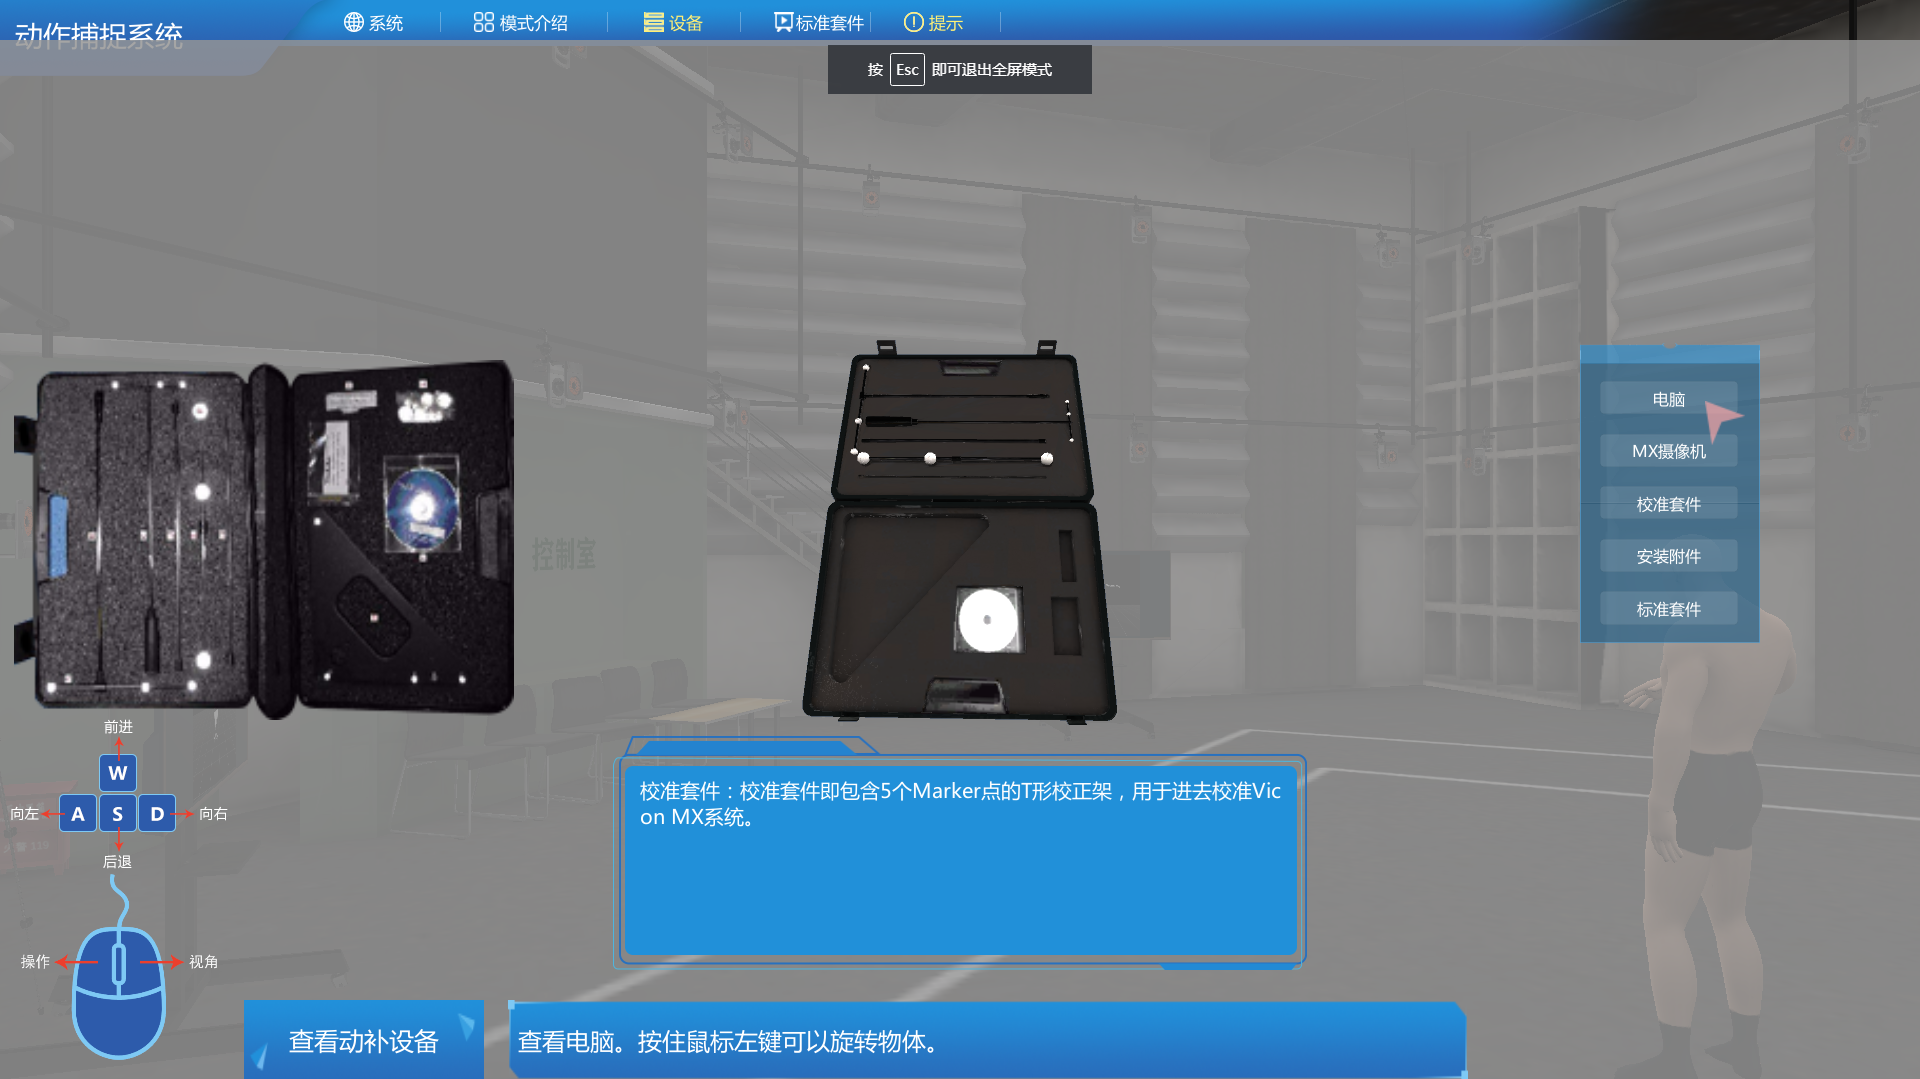 动作捕捉系统
系统
模式介绍
设备
标准套件
提示
按 Esc 即可退出全屏模式
控制室
电脑
MX摄像机
校准套件
安装附件
标准套件
前进
W
向左
A
S
D
向右
后退
操作
视角
校准套件：校准套件即包含5个Marker点的T形校正架，用于进去校准Vic
on MX系统。
查看动补设备
查看电脑。按住鼠标左键可以旋转物体。